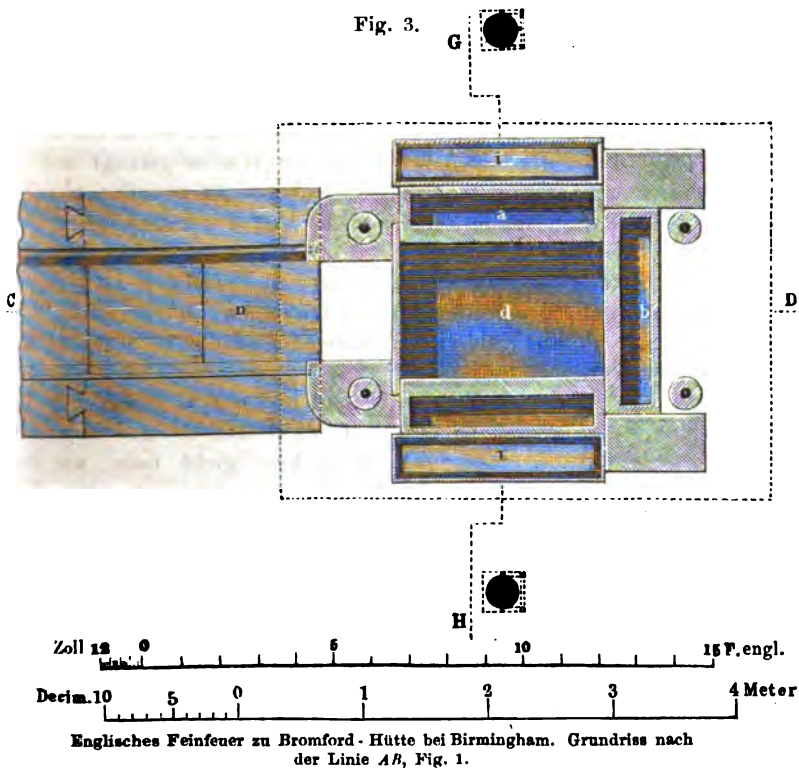 Fig. 3.
G
i
a
C
n
d
b
D
i
H
Zoll 12 0 5 10 15 F. engl.
Decim. 10 5 0 1 2 3 4 Meter
Englisches Feinfeuer zu Bromford-Hütte bei Birmingham. Grundriss nach
der Linie AB, Fig. 1.